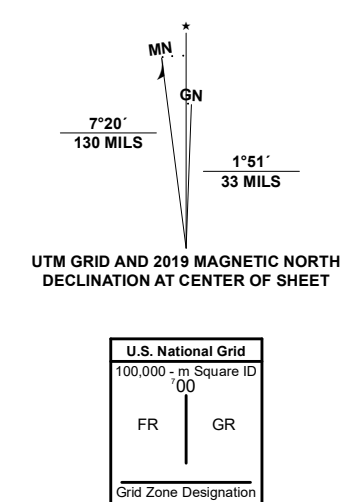 ★
MN
GN
7°20´
130 MILS
1°51´
33 MILS
UTM GRID AND 2019 MAGNETIC NORTH
DECLINATION AT CENTER OF SHEET
U.S. National Grid
100,000 - m Square ID
⁷00
FR GR
Grid Zone Designation